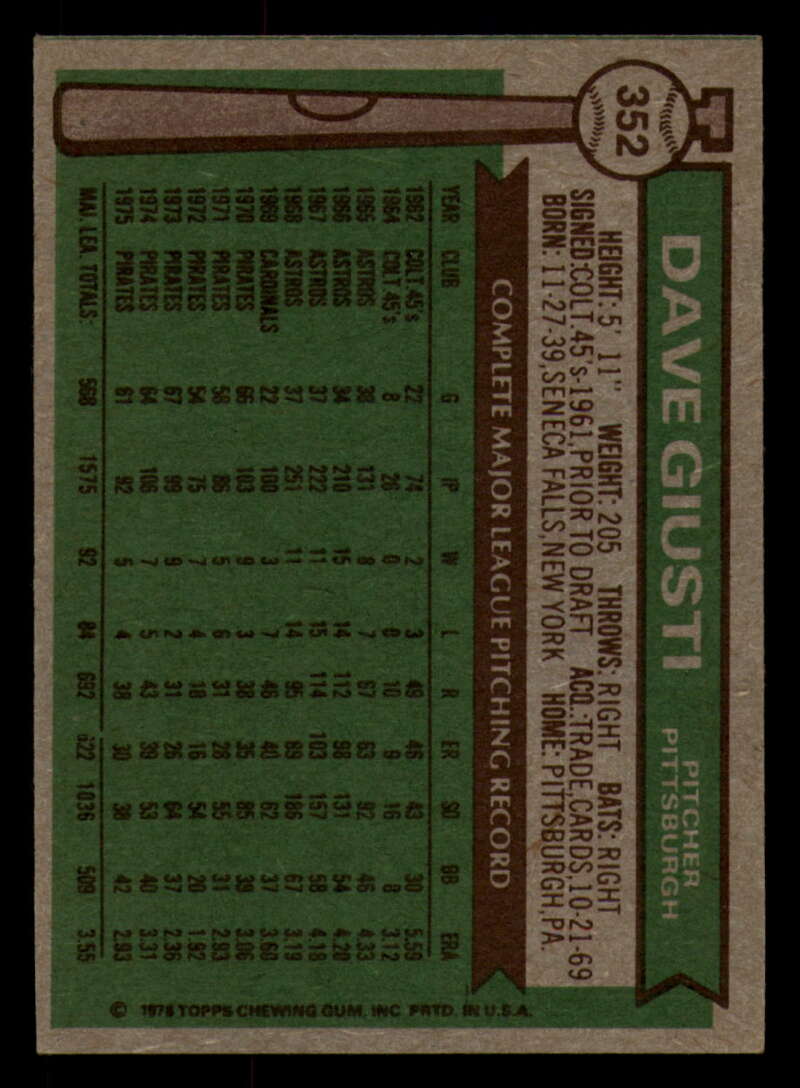 352
DAVE GIUSTI
PITCHER
PITTSBURGH
HEIGHT: 5' 11" WEIGHT: 205 THROWS: RIGHT BATS: RIGHT
SIGNED: COLT. 45's-1961, PRIOR TO DRAFT ACQ.: TRADE, CARDS, 10-21-69
BORN: 11-27-39, SENECA FALLS, NEW YORK HOME: PITTSBURGH, PA.
COMPLETE MAJOR LEAGUE PITCHING RECORD
YEAR CLUB G IP W L R ER SO BB ERA
1962 COLT .45's 22 74 2 3 49 46 43 30 5.59
1964 COLT 45's 8 26 0 0 10 9 16 8 3.12
1965 ASTROS 38 131 8 7 67 63 92 46 4.33
1966 ASTROS 34 210 15 14 112 98 131 54 4.20
1967 ASTROS 37 222 11 15 114 103 157 58 4.18
1968 ASTROS 37 251 11 14 95 89 186 67 3.19
1969 CARDINALS 22 100 3 7 46 40 62 37 3.60
1970 PIRATES 66 103 9 3 38 35 85 39 3.06
1971 PIRATES 58 86 5 6 31 28 55 31 2.93
1972 PIRATES 54 75 7 4 18 16 54 20 1.92
1973 PIRATES 67 99 9 2 31 26 64 37 2.36
1974 PIRATES 64 106 7 5 43 39 53 40 3.31
1975 PIRATES 61 92 5 4 38 30 38 42 2.93
MAJ. LEA. TOTALS: 568 1575 92 84 692 622 1036 509 3.55
© 1976 TOPPS CHEWING GUM, INC. PRTD. IN U.S.A.